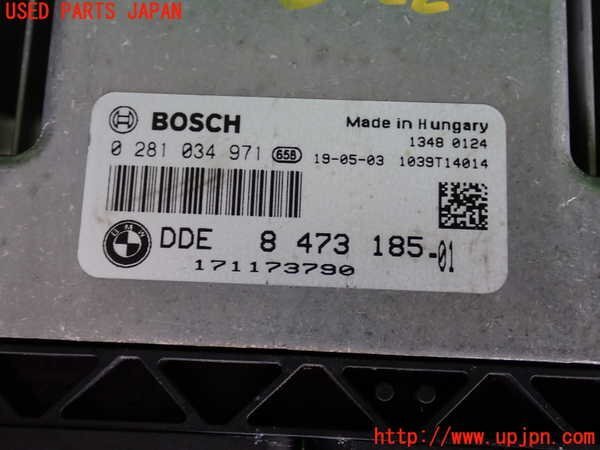 USED PARTS JAPAN
BOSCH
Made in Hungary
1348 0124
0 281 034 971 658
19-05-03 1039T14014
BMW
DDE 8 473 185-01
171173790
http://www.upjpn.com/